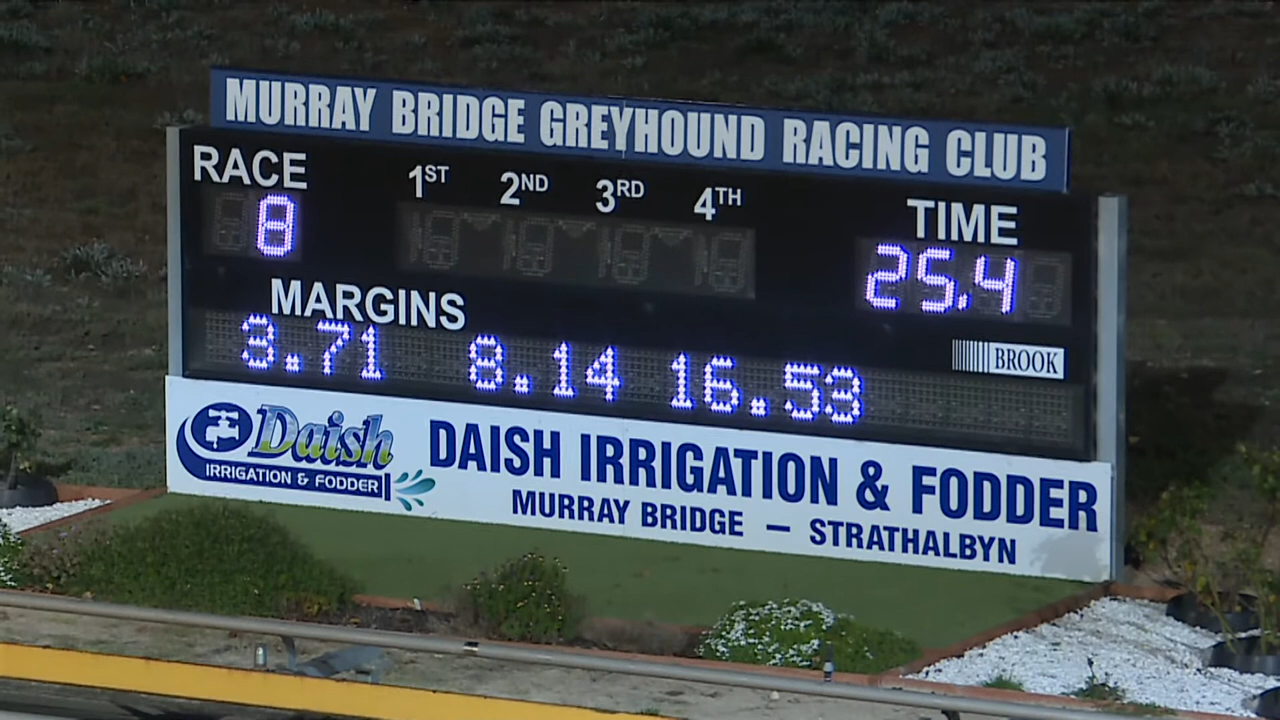 MURRAY BRIDGE GREYHOUND RACING CLUB
RACE 1ST 2ND 3RD 4TH TIME
8 25.4
MARGINS
3.71 8.14 16.53
BROOK
Daish
IRRIGATION & FODDER
DAISH IRRIGATION & FODDER
MURRAY BRIDGE – STRATHALBYN